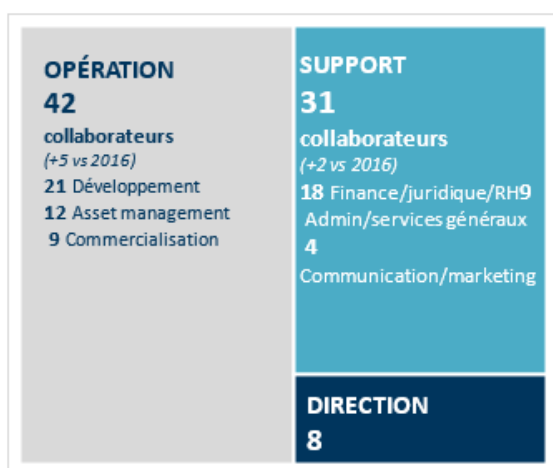 OPÉRATION
42
collaborateurs
(+5 vs 2016)
21 Développement
12 Asset management
9 Commercialisation
SUPPORT
31
collaborateurs
(+2 vs 2016)
18 Finance/juridique/RH9
Admin/services généraux
4
Communication/marketing
DIRECTION
8